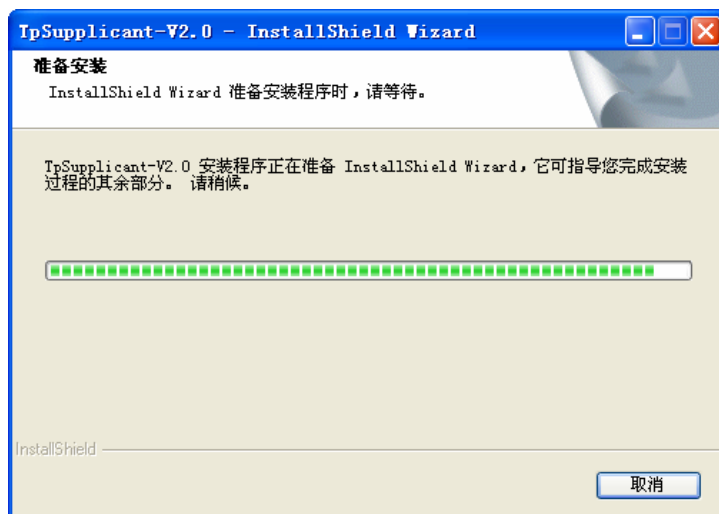 TpSupplicant-V2.0 - InstallShield Wizard
准备安装
InstallShield Wizard 准备安装程序时，请等待。
TpSupplicant-V2.0 安装程序正在准备 InstallShield Wizard，它可指导您完成安装
过程的其余部分。 请稍候。
InstallShield
取消